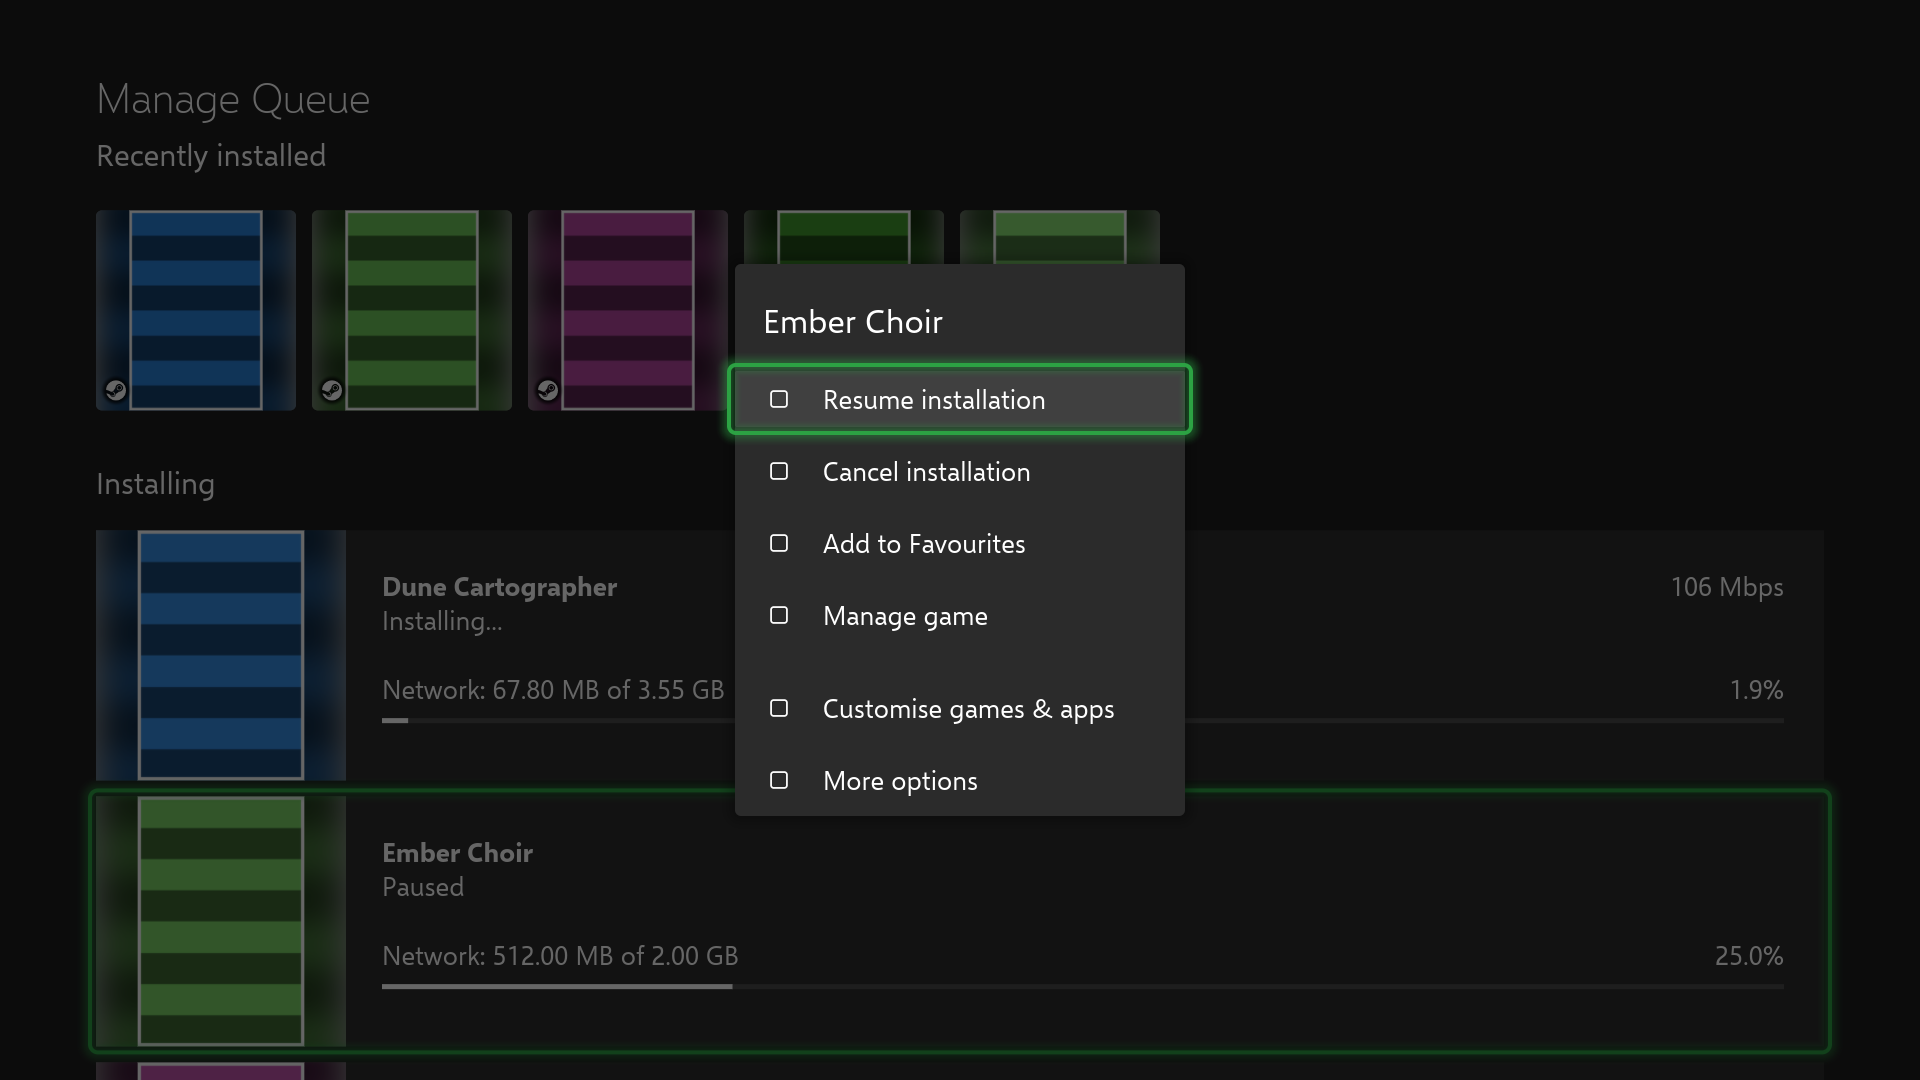 Manage Queue
Recently installed
Ember Choir
Resume installation
Cancel installation
Add to Favourites
Manage game
Customise games & apps
More options
Installing
Dune Cartographer
106 Mbps
Installing...
Network: 67.80 MB of 3.55 GB
1.9%
Ember Choir
Paused
Network: 512.00 MB of 2.00 GB
25.0%